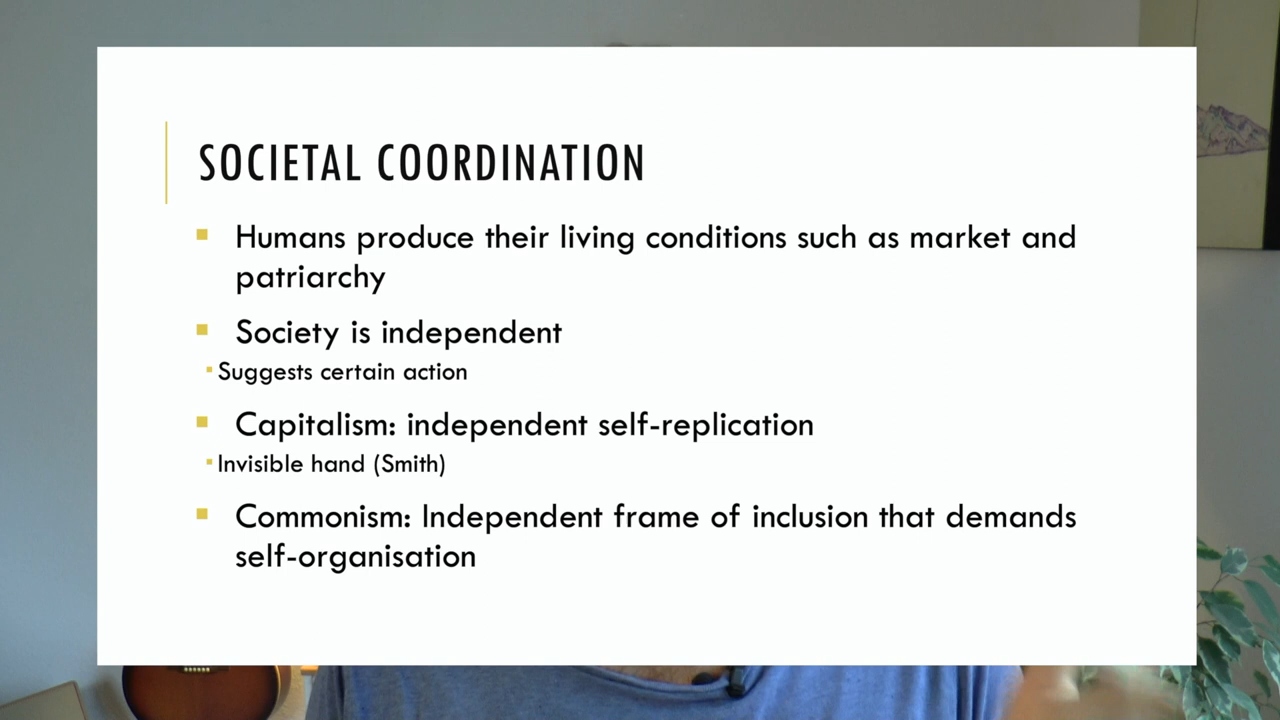 SOCIETAL COORDINATION
Humans produce their living conditions such as market and
patriarchy
Society is independent
Suggests certain action
Capitalism: independent self-replication
Invisible hand (Smith)
Commonism: Independent frame of inclusion that demands
self-organisation